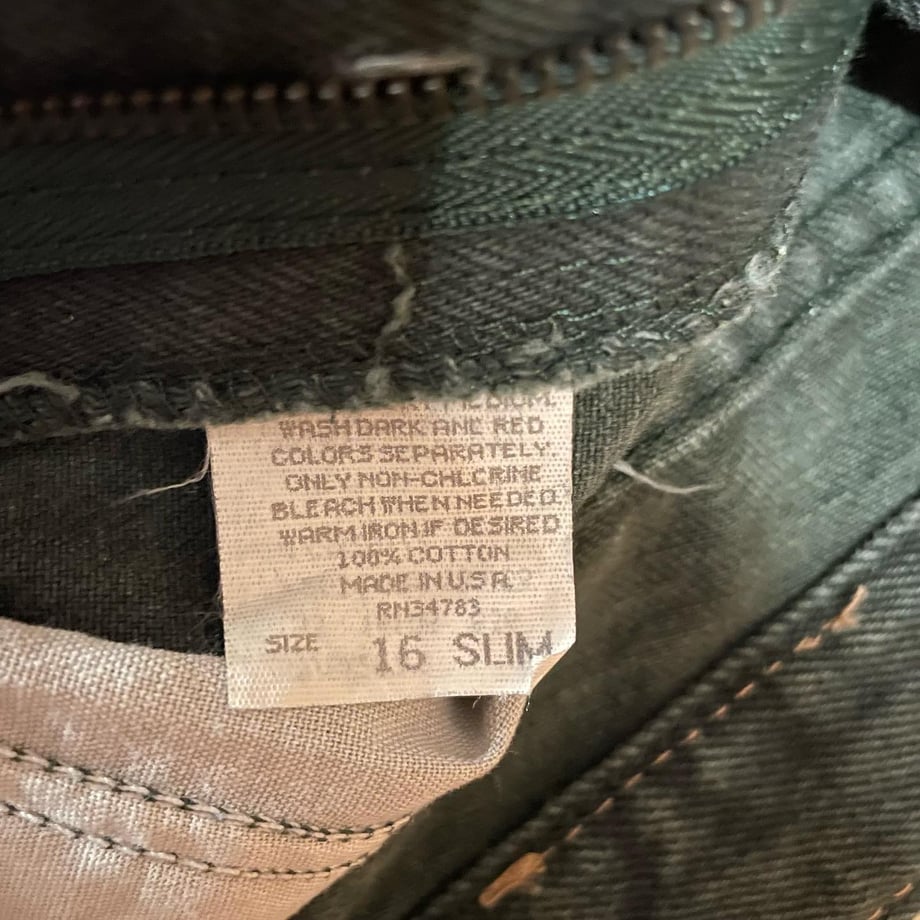 MEDIUM.
WASH DARK AND RED
COLORS SEPARATELY.
ONLY NON-CHLORINE
BLEACH WHEN NEEDED.
WARM IRON IF DESIRED
100% COTTON
MADE IN U.S.A.
RN34783
SIZE 16 SLIM